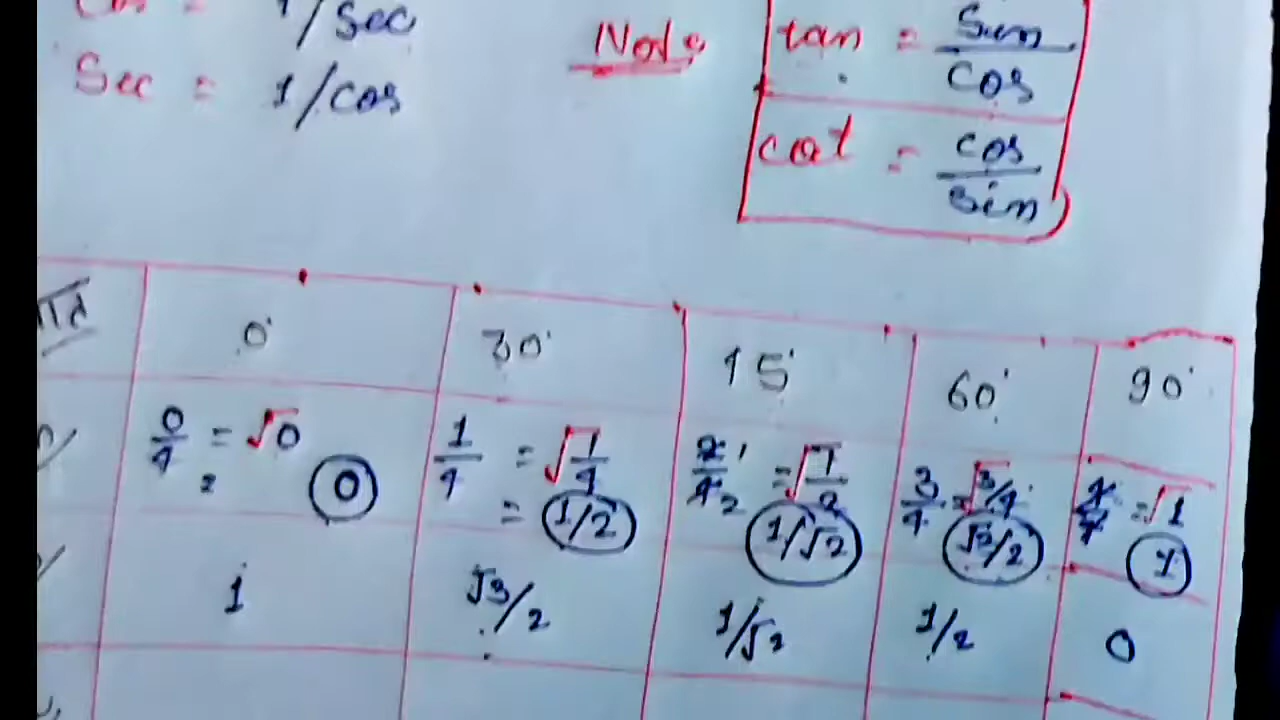 Cos = 1/Sec
Sec = 1/cos
Note
tan = Sin/Cos
cot = cos/sin
0° 30° 45° 60° 90°
0/4 = √0 1/4 = √1/4 2/4 = √1/2 3/4 = √3/4 4/4 = √1
0 = 1/2 1/√2 √3/2 1
1 √3/2 1/√2 1/2 0